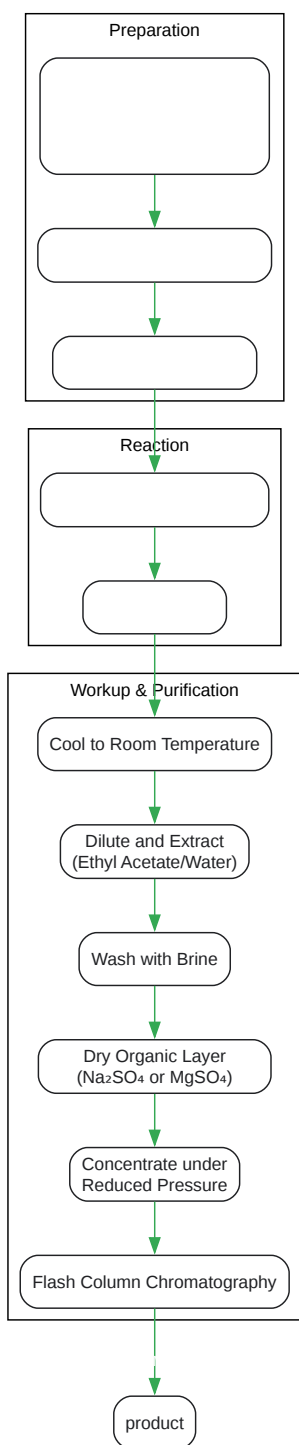 Preparation
Reaction
Workup & Purification
Cool to Room Temperature
Dilute and Extract
(Ethyl Acetate/Water)
Wash with Brine
Dry Organic Layer
(Na₂SO₄ or MgSO₄)
Concentrate under
Reduced Pressure
Flash Column Chromatography
product